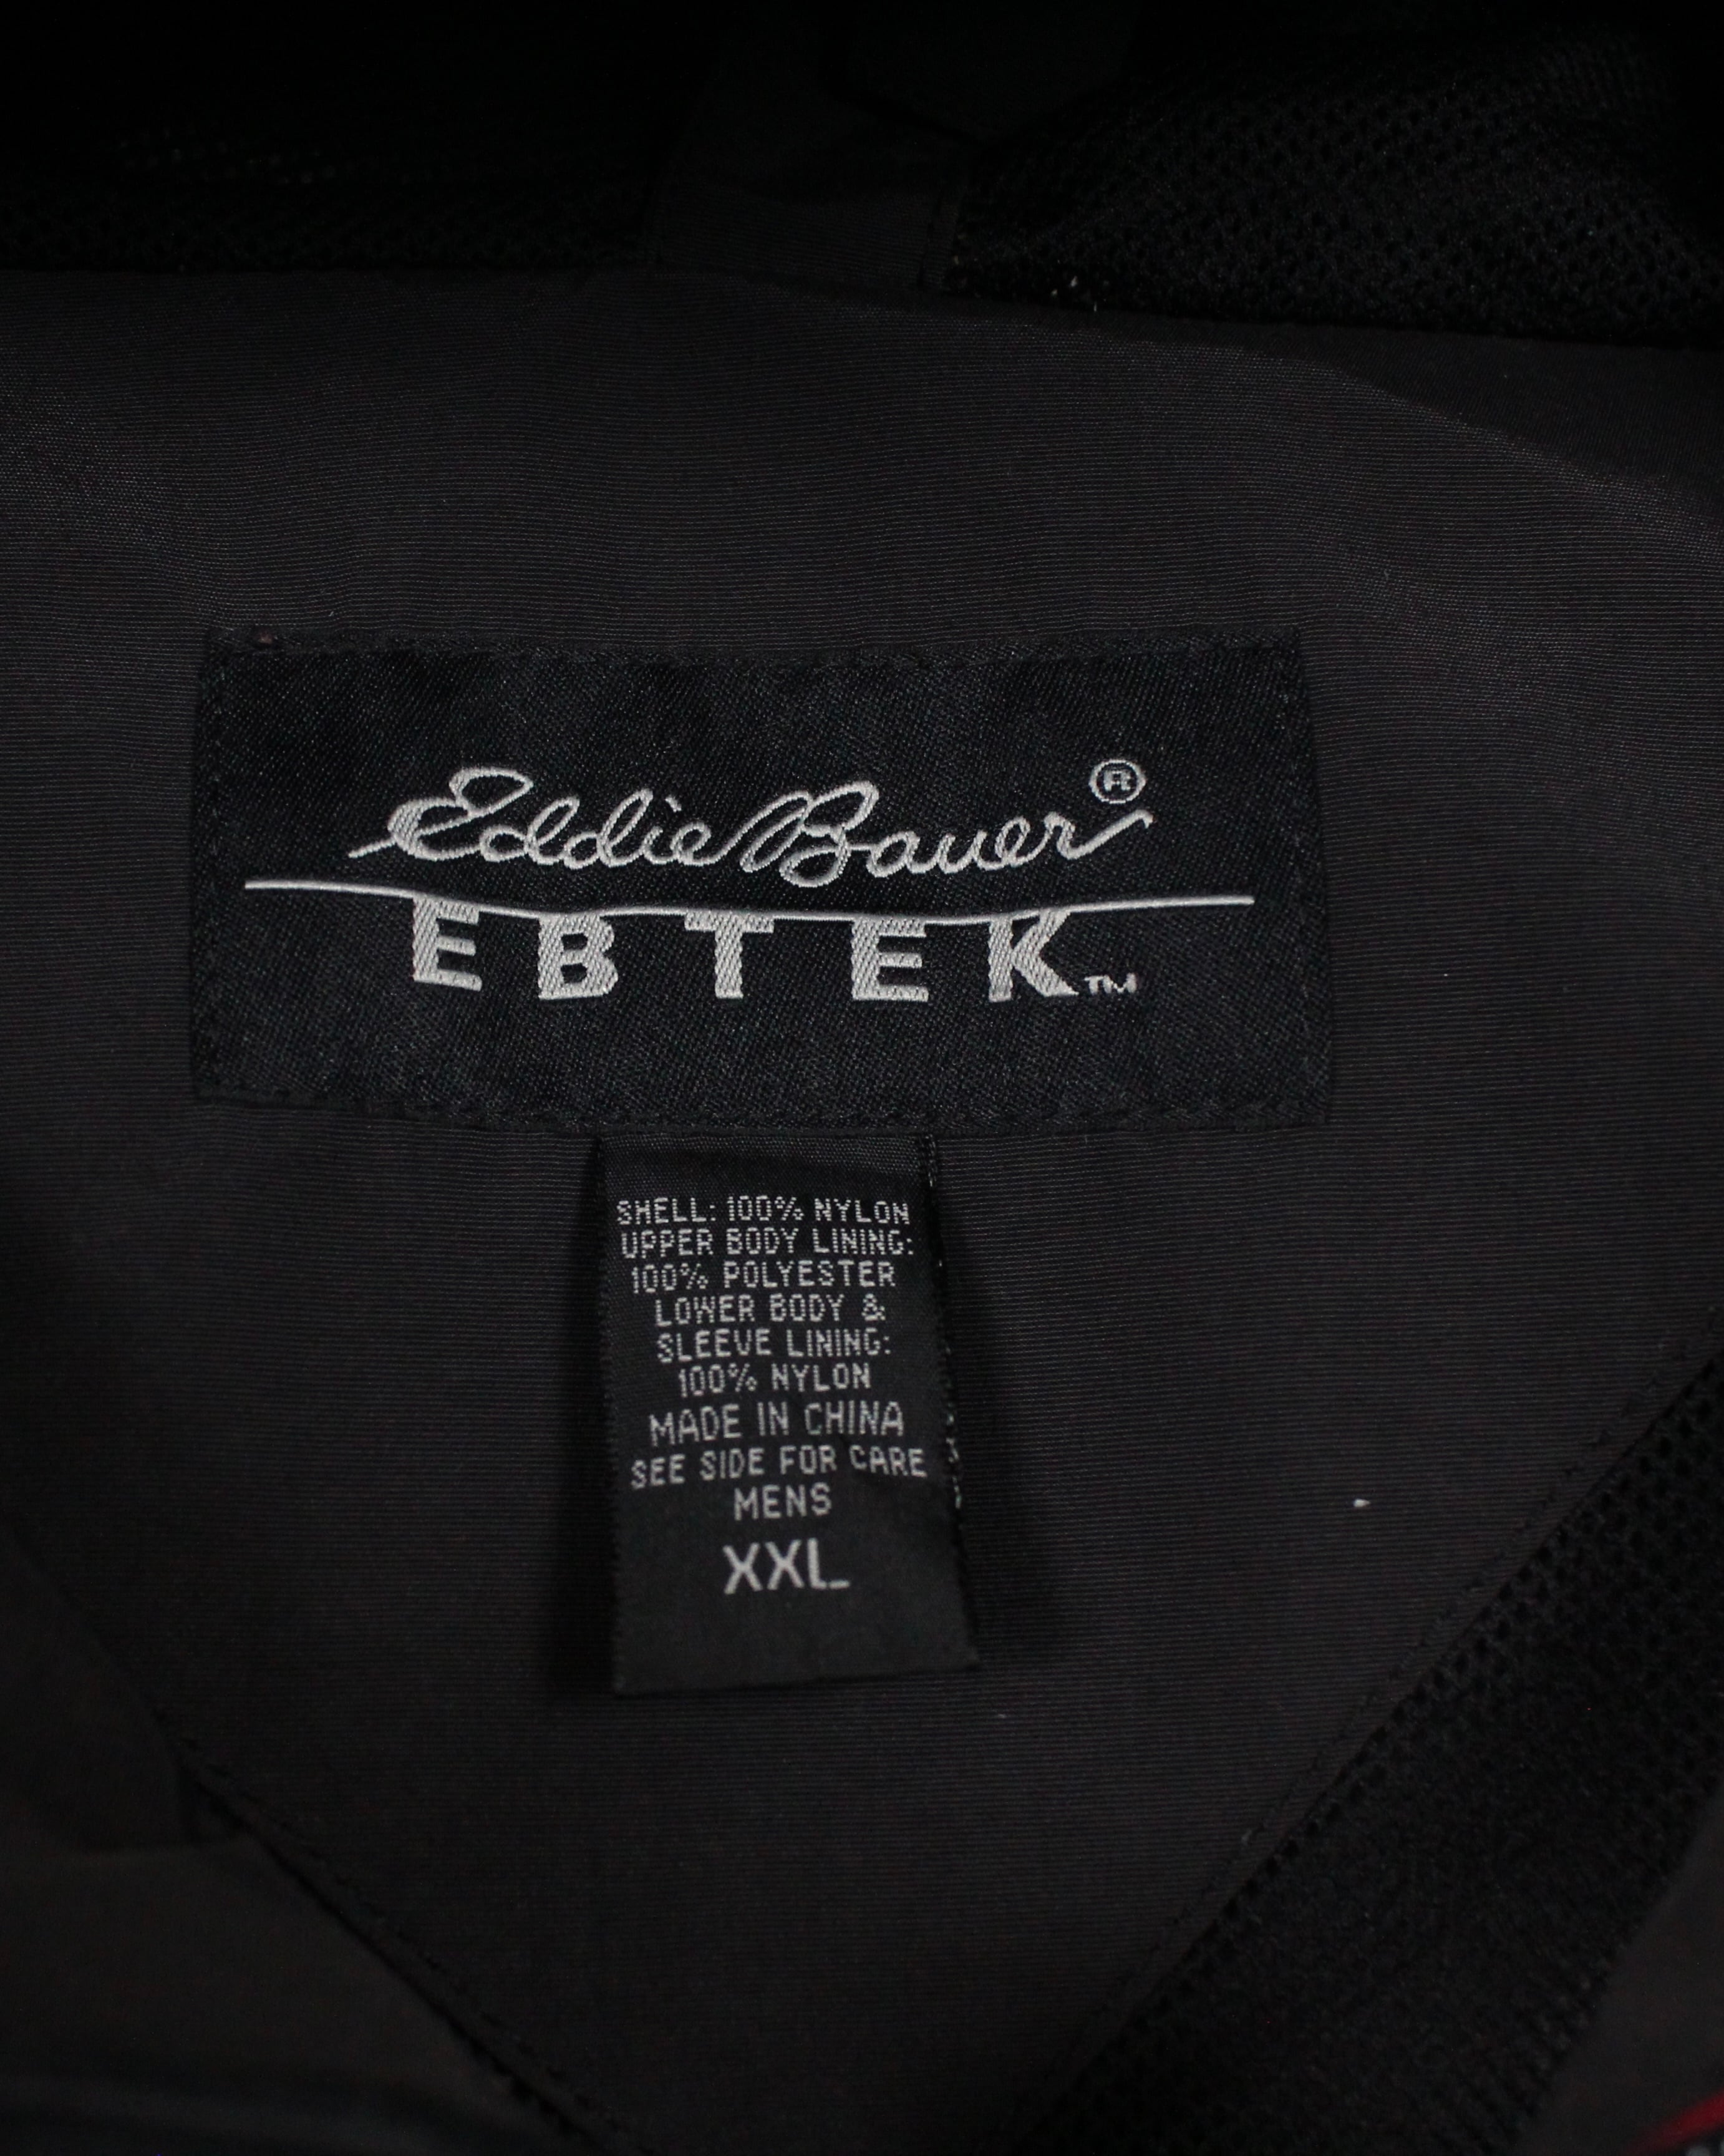 Eddie Bauer®
EBTEK™
SHELL: 100% NYLON
UPPER BODY LINING:
100% POLYESTER
LOWER BODY &
SLEEVE LINING:
100% NYLON
MADE IN CHINA
SEE SIDE FOR CARE
MENS
XXL